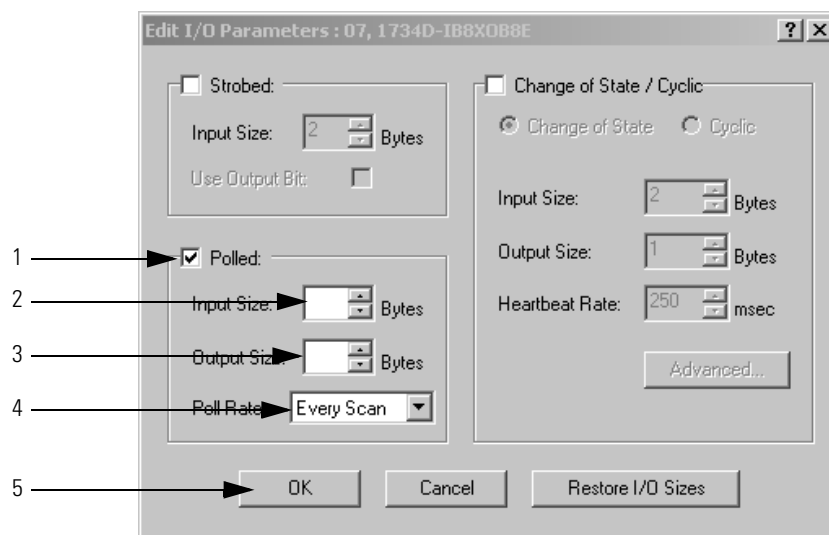 Edit I/O Parameters : 07, 1734D-IB8XOB8E
Strobed:
Input Size: 2 Bytes
Use Output Bit:
1
Polled:
2
Input Size: Bytes
3
Output Size: Bytes
4
Poll Rate: Every Scan
Change of State / Cyclic
Change of State Cyclic
Input Size: 2 Bytes
Output Size: 1 Bytes
Heartbeat Rate: 250 msec
Advanced...
5
OK Cancel Restore I/O Sizes